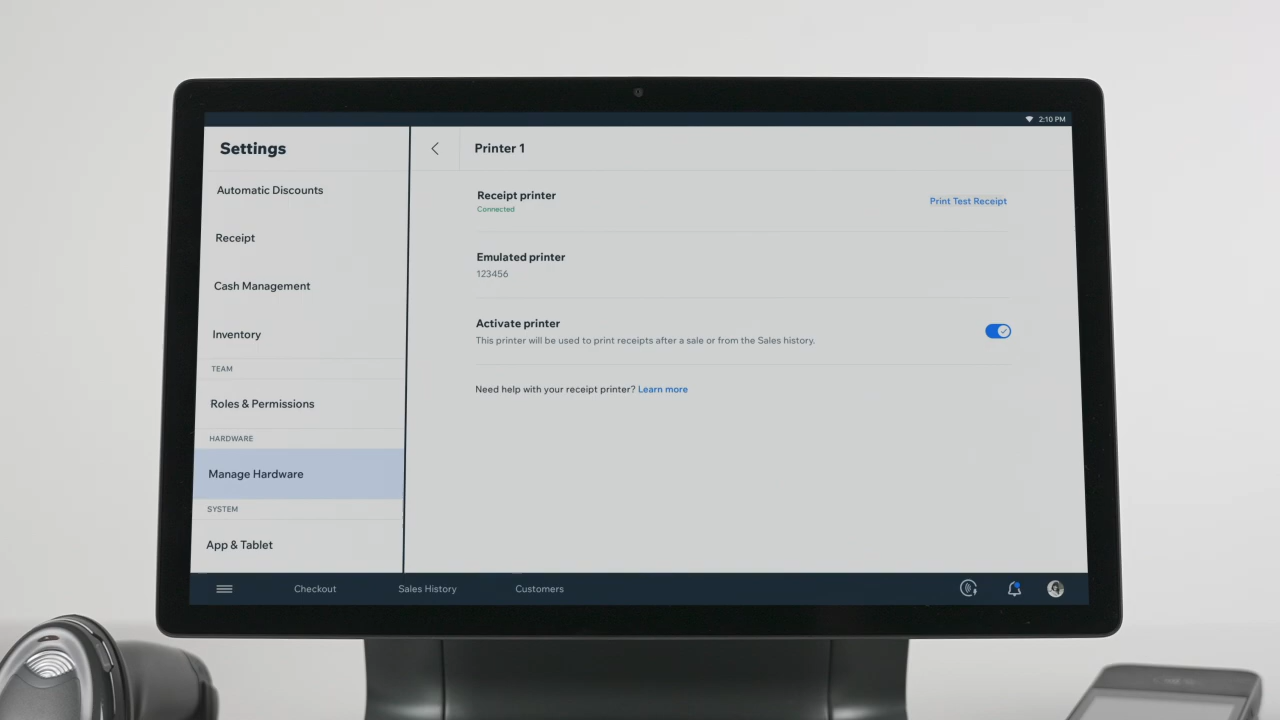 2:10 PM
Settings
Automatic Discounts
Receipt
Cash Management
Inventory
TEAM
Roles & Permissions
HARDWARE
Manage Hardware
SYSTEM
App & Tablet
Printer 1
Receipt printer
Connected
Print Test Receipt
Emulated printer
123456
Activate printer
This printer will be used to print receipts after a sale or from the Sales history.
Need help with your receipt printer? Learn more
Checkout
Sales History
Customers